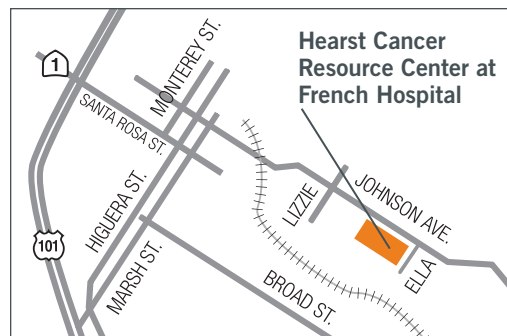 Hearst Cancer
Resource Center at
French Hospital
1
MONTEREY ST.
SANTA ROSA ST.
HIGUERA ST.
101
MARSH ST.
BROAD ST.
LIZZIE
JOHNSON AVE.
ELLA